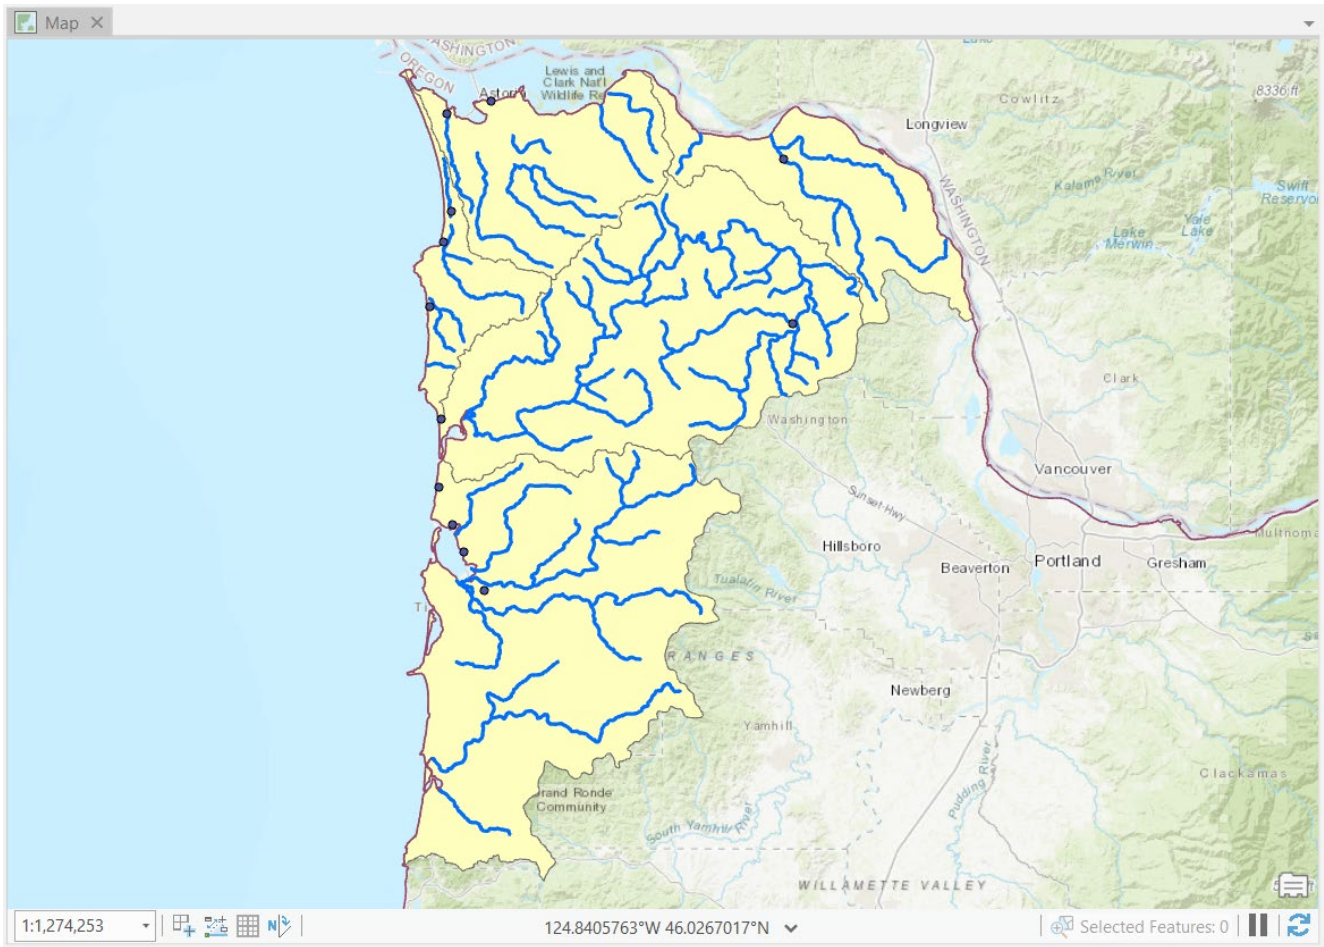 Map
WASHINGTON
OREGON
Lewis and
Clark Nat'l
Wildlife Re
Astori
Cowlitz
8336 ft
Longview
Kalama River
WASHINGTON
Swift
Reservo
Yale
Lake
Lake
Merwin
Clark
Washington
Vancouver
Sunset Hwy
Multnoma
Hillsboro
Beaverton
Portland
Gresham
Tualatin River
Ti
RANGES
Newberg
Yamhill
Pudding River
Clackamas
rand Ronde
Community
South Yamhill River
WILLAMETTE VALLEY
1:1,274,253
N
124.8405763°W 46.0267017°N
Selected Features: 0